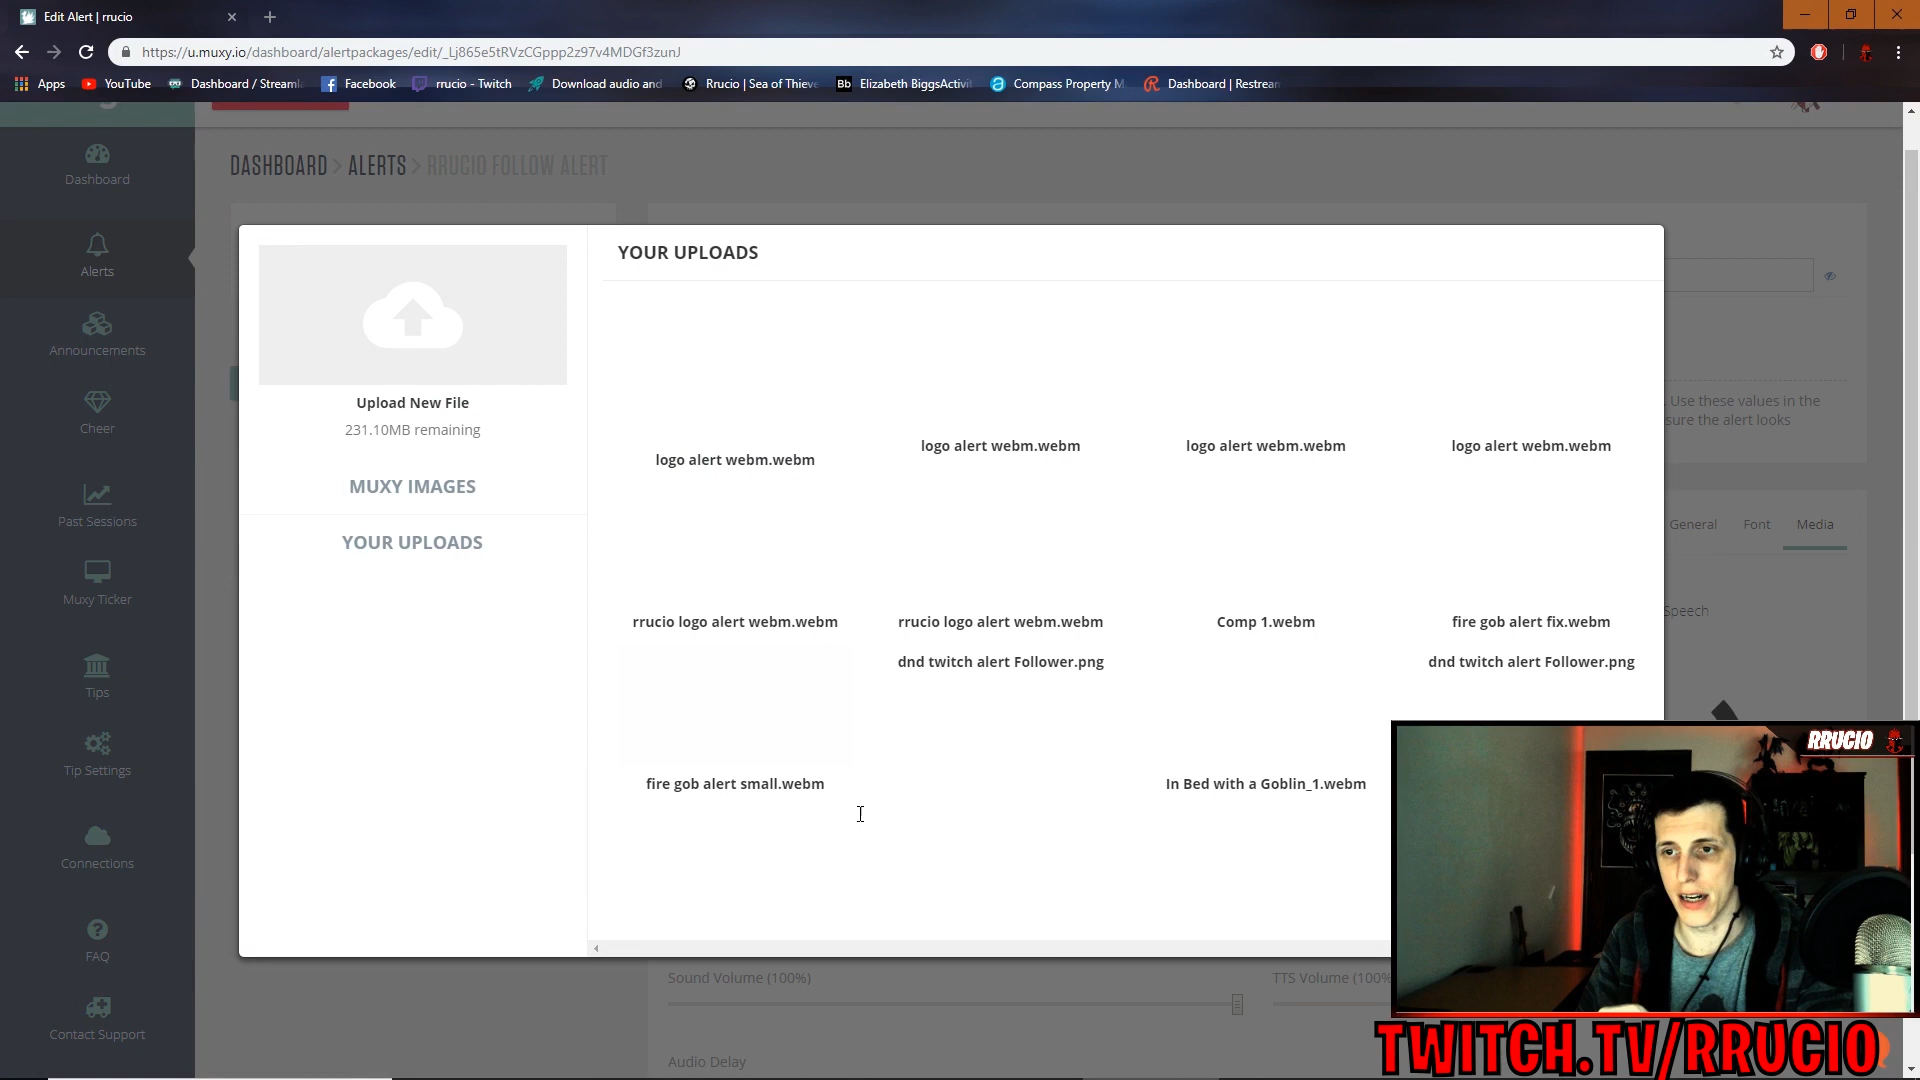 Edit Alert | rrucio
https://u.muxy.io/dashboard/alertpackages/edit/_Lj865e5tRVzCGppp2z97v4MDGf3zunJ
Apps YouTube Dashboard / Streamla Facebook rrucio - Twitch Download audio and Rrucio | Sea of Thieve Bb Elizabeth BiggsActivit Compass Property M Dashboard | Restream
DASHBOARD > ALERTS > RRUCIO FOLLOW ALERT
Dashboard
Alerts
Announcements
Cheer
Past Sessions
Muxy Ticker
Tips
Tip Settings
Connections
FAQ
Contact Support
Upload New File
231.10MB remaining
MUXY IMAGES
YOUR UPLOADS
YOUR UPLOADS
logo alert webm.webm
logo alert webm.webm
logo alert webm.webm
logo alert webm.webm
rrucio logo alert webm.webm
rrucio logo alert webm.webm
Comp 1.webm
fire gob alert fix.webm
dnd twitch alert Follower.png
dnd twitch alert Follower.png
fire gob alert small.webm
In Bed with a Goblin_1.webm
Use these values in the
sure the alert looks
General Font Media
Speech
Sound Volume (100%)
TTS Volume (100%
Audio Delay
RRUCIO
TWITCH.TV/RRUCIO